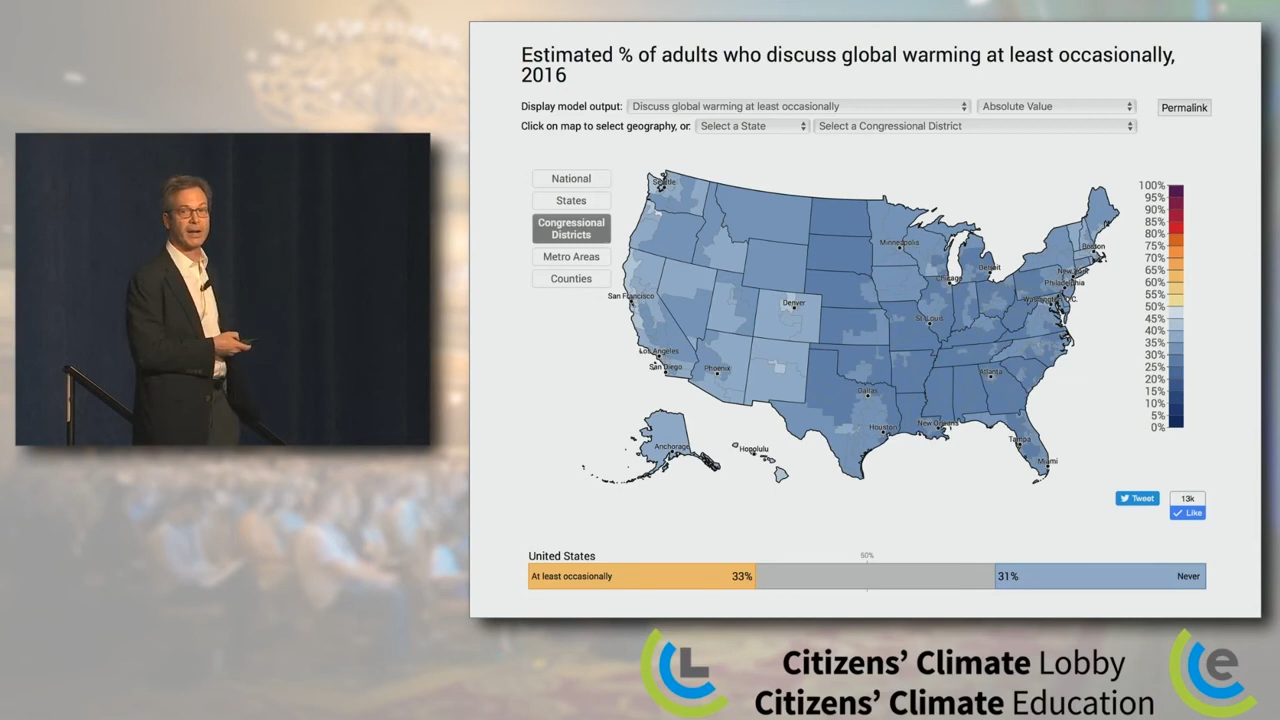 Estimated % of adults who discuss global warming at least occasionally,
2016
Display model output: Discuss global warming at least occasionally Absolute Value Permalink
Click on map to select geography, or: Select a State Select a Congressional District
National
States
Congressional
Districts
Metro Areas
Counties
Seattle
Minneapolis
Boston
Detroit
Chicago
New York
Philadelphia
Washington, D.C.
San Francisco
Denver
St. Louis
Los Angeles
San Diego
Phoenix
Atlanta
Dallas
Houston
New Orleans
Tampa
Miami
Anchorage
Honolulu
100%
95%
90%
85%
80%
75%
70%
65%
60%
55%
50%
45%
40%
35%
30%
25%
20%
15%
10%
5%
0%
Tweet
13k
Like
United States
50%
At least occasionally 33% 31% Never
L
Citizens' Climate Lobby
Citizens' Climate Education
e